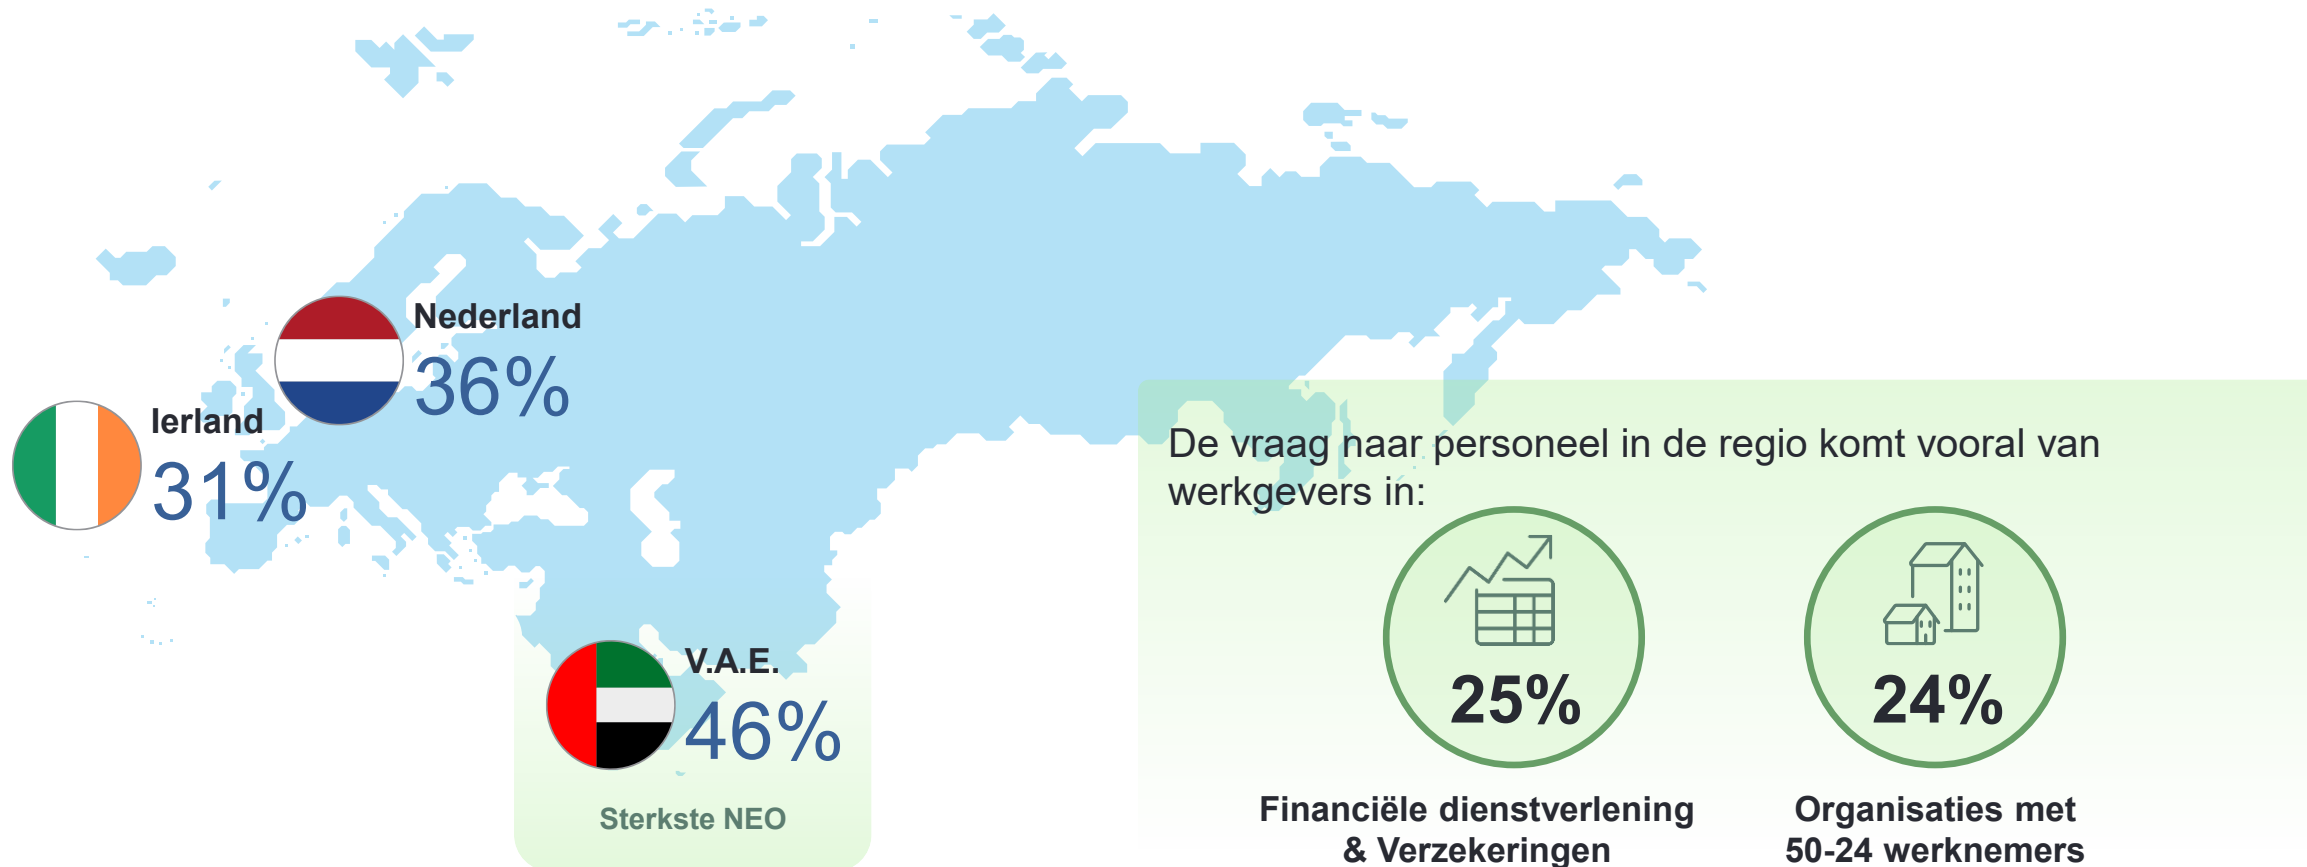 Nederland
36%
Ierland
31%
V.A.E.
46%
Sterkste NEO
De vraag naar personeel in de regio komt vooral van
werkgevers in:
25%
Financiële dienstverlening
& Verzekeringen
24%
Organisaties met
50-24 werknemers